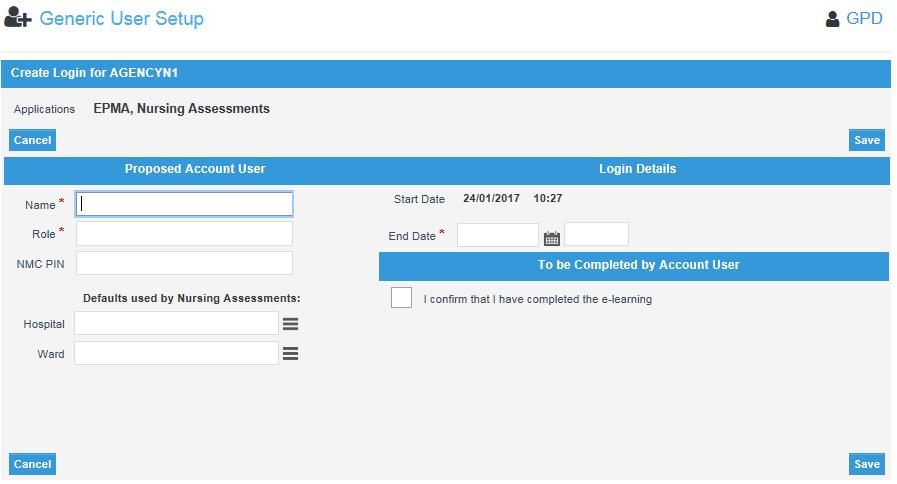 Generic User Setup
GPD
Create Login for AGENCYN1
Applications EPMA, Nursing Assessments
Cancel Save
Proposed Account User Login Details
Name * Start Date 24/01/2017 10:27
Role * End Date *
NMC PIN
To be Completed by Account User
Defaults used by Nursing Assessments: I confirm that I have completed the e-learning
Hospital
Ward
Cancel Save